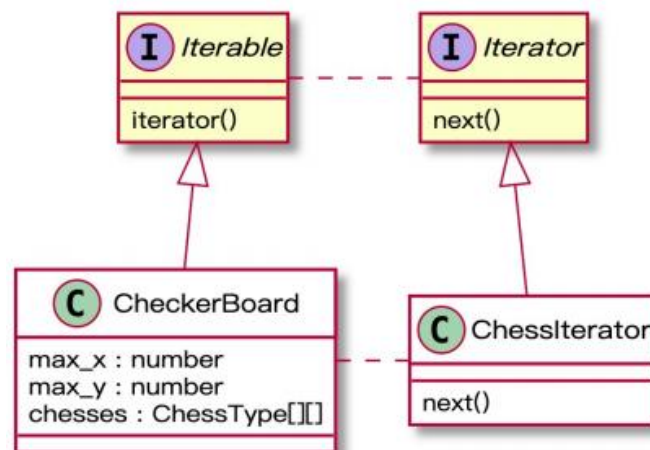 I Iterable
iterator()
I Iterator
next()
C CheckerBoard
max_x : number
max_y : number
chesses : ChessType[][]
C ChessIterator
next()